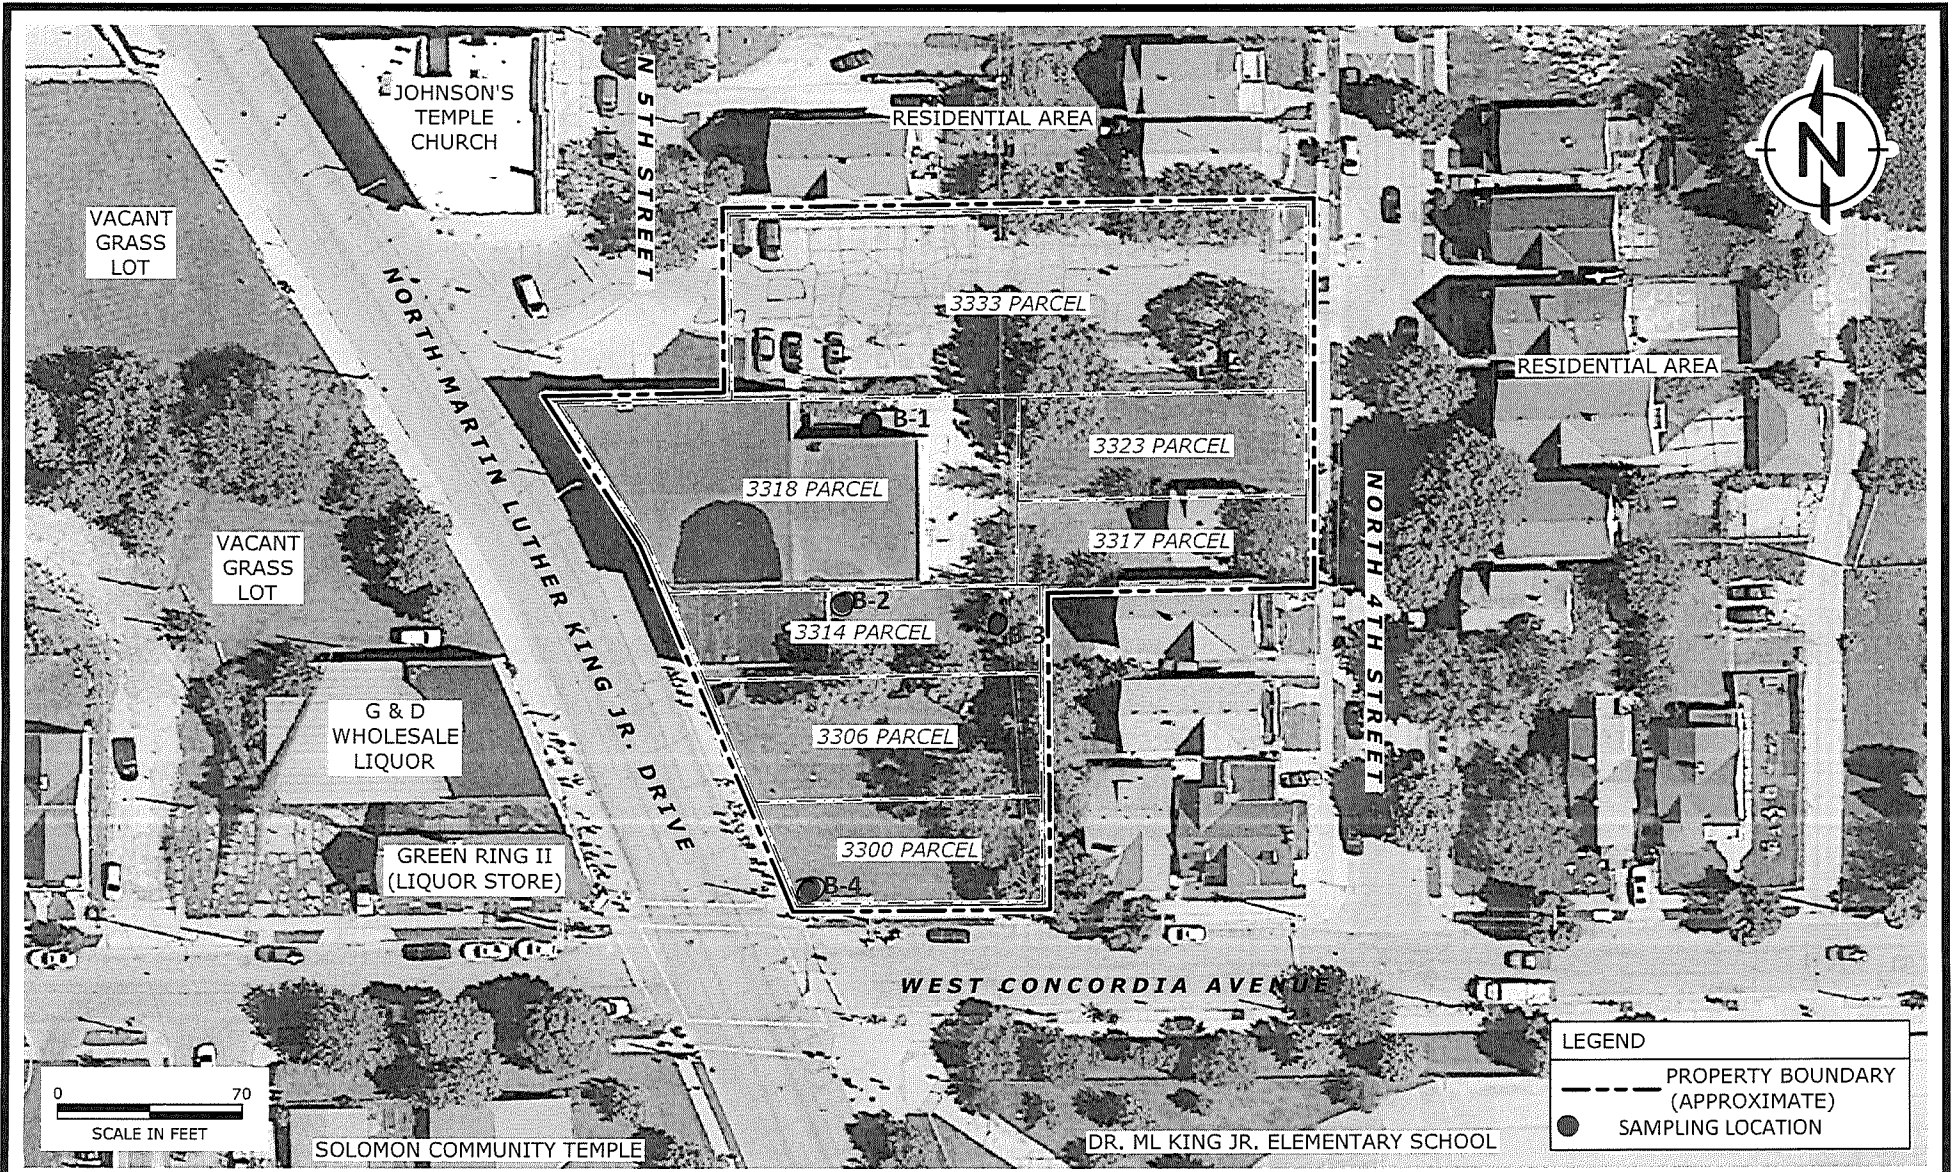 JOHNSON'S
TEMPLE
CHURCH
N 5TH STREET
RESIDENTIAL AREA
N
VACANT
GRASS
LOT
NORTH MARTIN LUTHER KING JR. DRIVE
3333 PARCEL
RESIDENTIAL AREA
B-1
3323 PARCEL
3318 PARCEL
3317 PARCEL
NORTH 4TH STREET
VACANT
GRASS
LOT
B-2
3314 PARCEL
B-3
G & D
WHOLESALE
LIQUOR
3306 PARCEL
GREEN RING II
(LIQUOR STORE)
3300 PARCEL
B-4
WEST CONCORDIA AVENUE
LEGEND
PROPERTY BOUNDARY
(APPROXIMATE)
SAMPLING LOCATION
0 70
SCALE IN FEET
SOLOMON COMMUNITY TEMPLE
DR. ML KING JR. ELEMENTARY SCHOOL